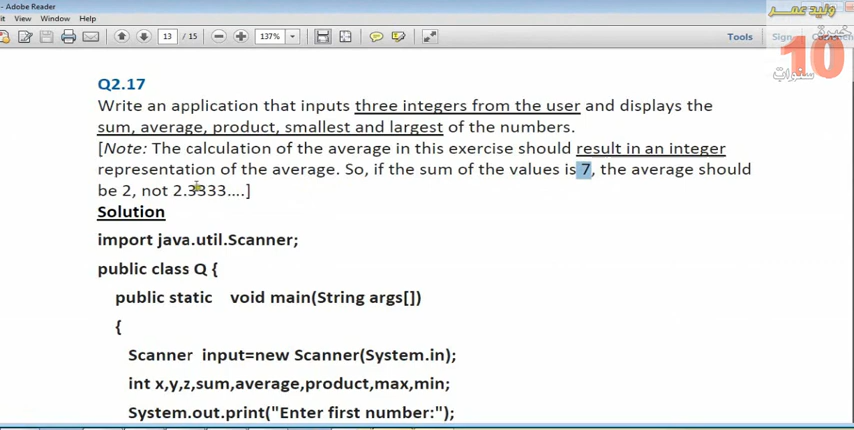 - Adobe Reader
View Window Help
13 / 15 137% Tools Sign
وليد عمر
خبرة
10
سنوات
Q2.17
Write an application that inputs three integers from the user and displays the
sum, average, product, smallest and largest of the numbers.
[Note: The calculation of the average in this exercise should result in an integer
representation of the average. So, if the sum of the values is 7, the average should
be 2, not 2.3333....]
Solution
import java.util.Scanner;
public class Q {
public static void main(String args[])
{
Scanner input=new Scanner(System.in);
int x,y,z,sum,average,product,max,min;
System.out.print("Enter first number:");